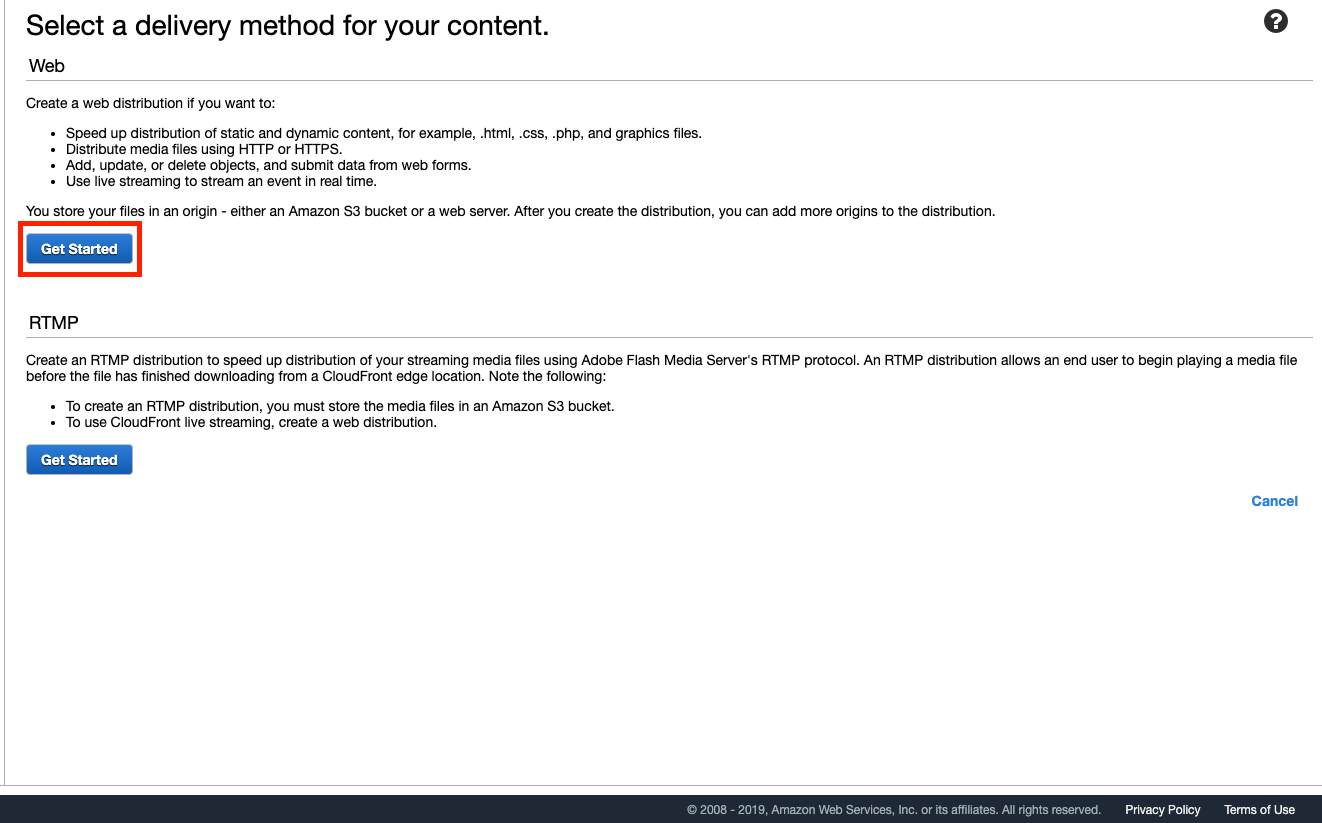 Select a delivery method for your content.
?
Web
Create a web distribution if you want to:
• Speed up distribution of static and dynamic content, for example, .html, .css, .php, and graphics files.
• Distribute media files using HTTP or HTTPS.
• Add, update, or delete objects, and submit data from web forms.
• Use live streaming to stream an event in real time.
You store your files in an origin - either an Amazon S3 bucket or a web server. After you create the distribution, you can add more origins to the distribution.
Get Started
RTMP
Create an RTMP distribution to speed up distribution of your streaming media files using Adobe Flash Media Server's RTMP protocol. An RTMP distribution allows an end user to begin playing a media file
before the file has finished downloading from a CloudFront edge location. Note the following:
• To create an RTMP distribution, you must store the media files in an Amazon S3 bucket.
• To use CloudFront live streaming, create a web distribution.
Get Started
Cancel
© 2008 - 2019, Amazon Web Services, Inc. or its affiliates. All rights reserved. Privacy Policy Terms of Use